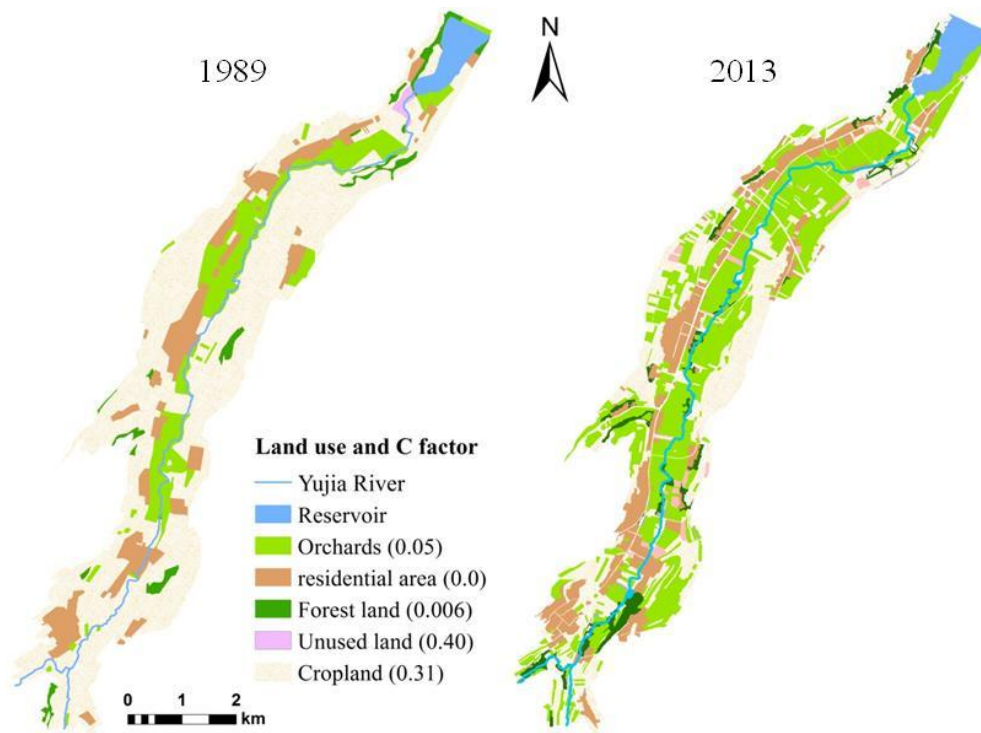 1989
N
2013
Land use and C factor
Yujia River
Reservoir
Orchards (0.05)
residential area (0.0)
Forest land (0.006)
Unused land (0.40)
Cropland (0.31)
0 1 2
km